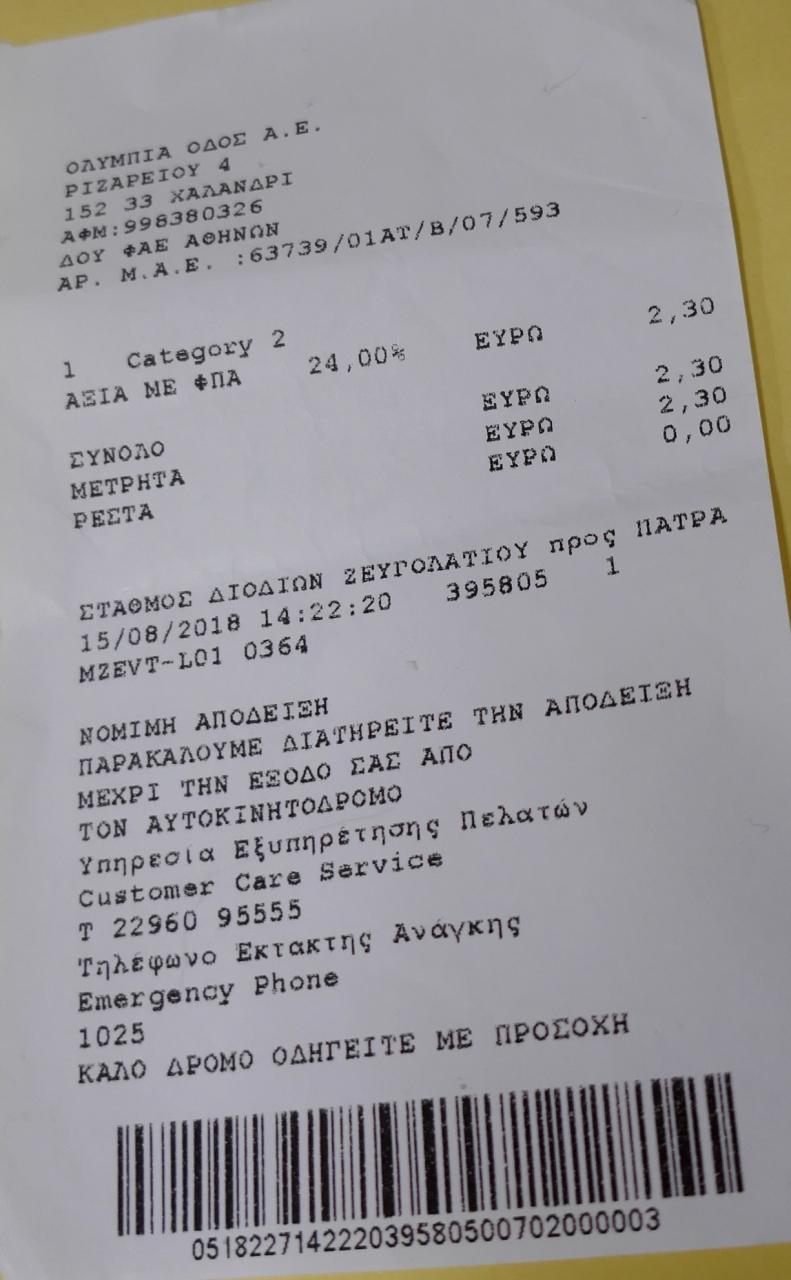 ΟΛΥΜΠΙΑ ΟΔΟΣ Α.Ε.
ΡΙΖΑΡΕΙΟΥ 4
152 33 ΧΑΛΑΝΔΡΙ
ΑΦΜ:998380326
ΔΟΥ ΦΑΕ ΑΘΗΝΩΝ
ΑΡ. Μ.Α.Ε. :63739/01ΑΤ/Β/07/593
1 Category 2
ΑΞΙΑ ΜΕ ΦΠΑ 24,00% ΕΥΡΩ 2,30
ΣΥΝΟΛΟ ΕΥΡΩ 2,30
ΜΕΤΡΗΤΑ ΕΥΡΩ 2,30
ΡΕΣΤΑ ΕΥΡΩ 0,00
ΣΤΑΘΜΟΣ ΔΙΟΔΙΩΝ ΖΕΥΓΟΛΑΤΙΟΥ προς ΠΑΤΡΑ
15/08/2018 14:22:20 395805 1
MZEVT-L01 0364
ΝΟΜΙΜΗ ΑΠΟΔΕΙΞΗ
ΠΑΡΑΚΑΛΟΥΜΕ ΔΙΑΤΗΡΕΙΤΕ ΤΗΝ ΑΠΟΔΕΙΞΗ
ΜΕΧΡΙ ΤΗΝ ΕΞΟΔΟ ΣΑΣ ΑΠΟ
ΤΟΝ ΑΥΤΟΚΙΝΗΤΟΔΡΟΜΟ
Υπηρεσία Εξυπηρέτησης Πελατών
Customer Care Service
T 22960 95555
Τηλέφωνο Έκτακτης Ανάγκης
Emergency Phone
1025
ΚΑΛΟ ΔΡΟΜΟ ΟΔΗΓΕΙΤΕ ΜΕ ΠΡΟΣΟΧΗ
051822714222039580500702000003